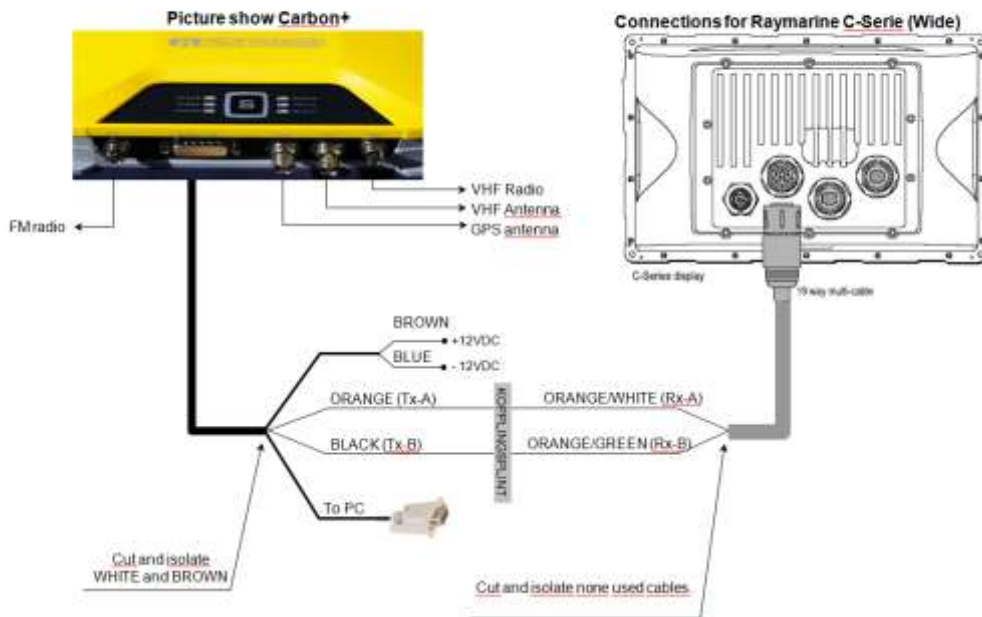 Picture show Carbon+
Connections for Raymarine C-Serie (Wide)
FM radio
VHF Radio
VHF Antenna
GPS antenna
C-Series display
19 way multi-cable
BROWN
+12VDC
BLUE
- 12VDC
ORANGE (Tx-A)
ORANGE/WHITE (Rx-A)
BLACK (Tx-B)
ORANGE/GREEN (Rx-B)
KOPPLINGSPLINT
To PC
Cut and isolate
WHITE and BROWN
Cut and isolate none used cables